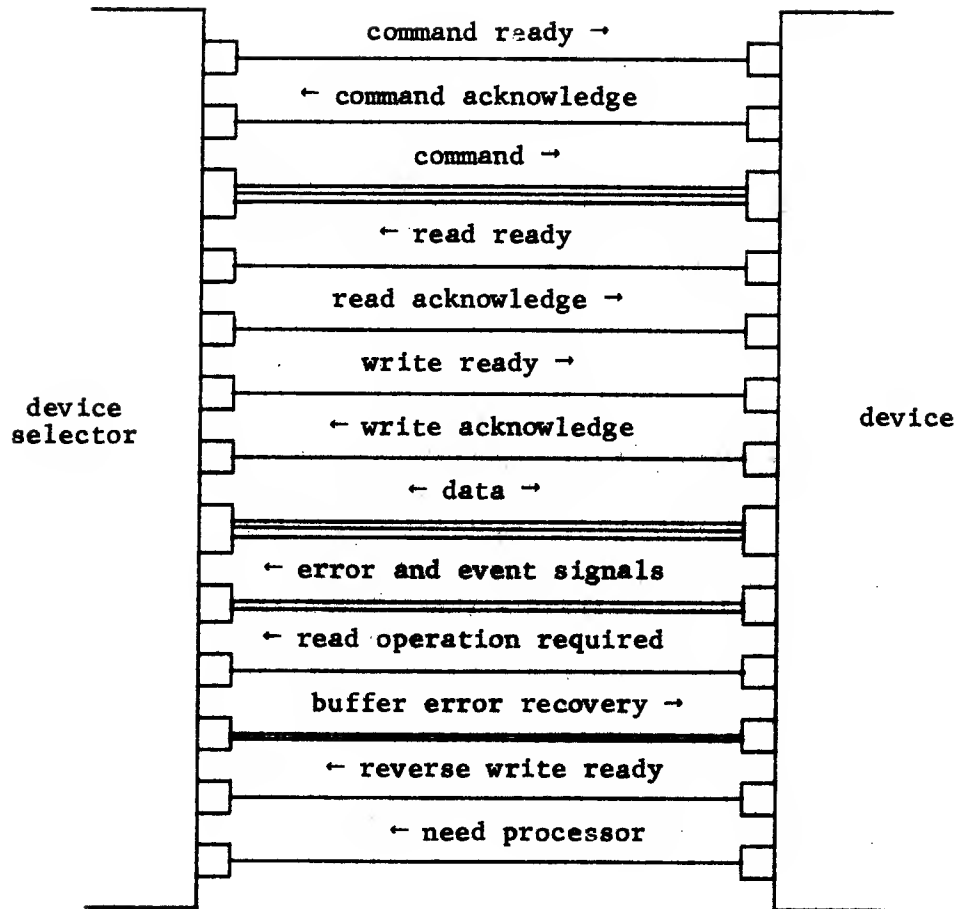 command ready →
← command acknowledge
command →
← read ready
read acknowledge →
write ready →
device
selector
← write acknowledge
device
← data →
← error and event signals
← read operation required
buffer error recovery →
← reverse write ready
← need processor